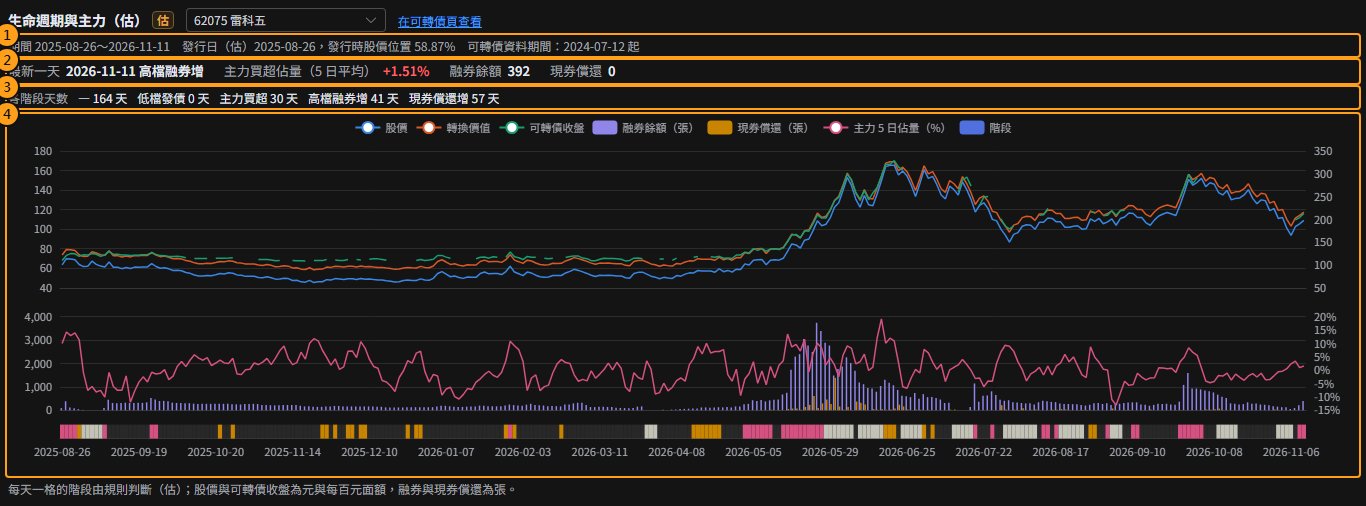 生命週期與主力（估） 估 62075 雷科五 在可轉債頁查看
1
期間 2025-08-26～2026-11-11 發行日（估）2025-08-26，發行時股價位置 58.87% 可轉債資料期間：2024-07-12 起
2
最新一天 2026-11-11 高檔融券增 主力買超佔量（5 日平均） +1.51% 融券餘額 392 現券償還 0
3
各階段天數 — 164 天 低檔發債 0 天 主力買超 30 天 高檔融券增 41 天 現券償還增 57 天
4
股價 轉換價值 可轉債收盤 融券餘額（張） 現券償還（張） 主力 5 日佔量（%） 階段
180 350
160 300
140 250
120 200
100 150
80 100
60 50
40
4,000 20%
3,000 15%
2,000 10%
1,000 5%
0 0%
-5%
-10%
-15%
2025-08-26 2025-09-19 2025-10-20 2025-11-14 2025-12-10 2026-01-07 2026-02-03 2026-03-11 2026-04-08 2026-05-05 2026-05-29 2026-06-25 2026-07-22 2026-08-17 2026-09-10 2026-10-08 2026-11-06
每天一格的階段由規則判斷（估）；股價與可轉債收盤為元與每百元面額，融券與現券償還為張。